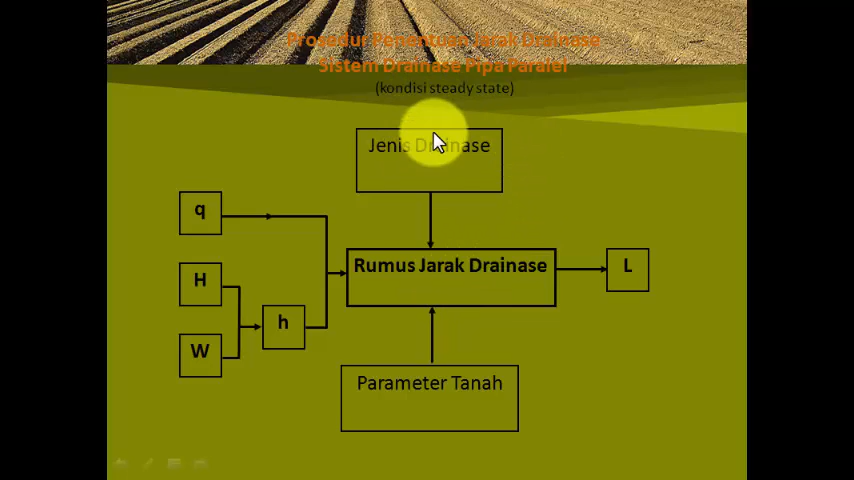 Prosedur Penentuan Jarak Drainase
Sistem Drainase Pipa Paralel
(kondisi steady state)
Jenis Drainase
q
Rumus Jarak Drainase
L
H
h
W
Parameter Tanah